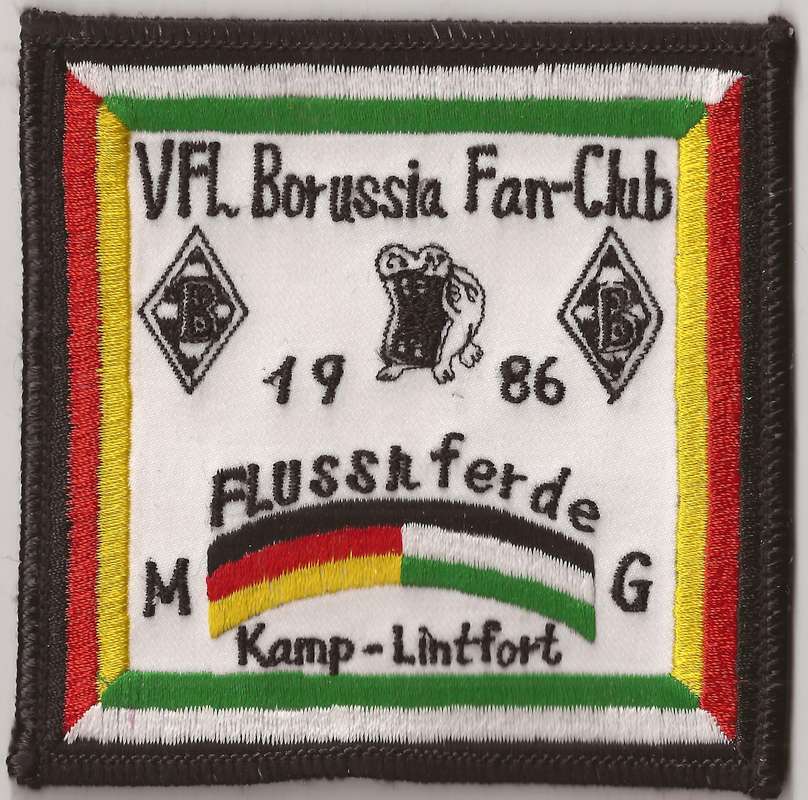 VFL Borussia Fan-Club
B B
19 86
FLUSSPferde
M G
Kamp-Lintfort